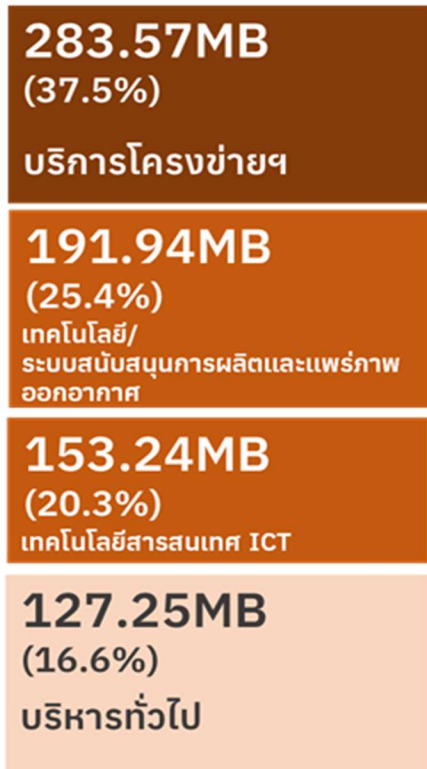 283.57MB
(37.5%)
บริการโครงข่ายฯ
191.94MB
(25.4%)
เทคโนโลยี/
ระบบสนับสนุนการผลิตและแพร่ภาพ
ออกอากาศ
153.24MB
(20.3%)
เทคโนโลยีสารสนเทศ ICT
127.25MB
(16.6%)
บริหารทั่วไป